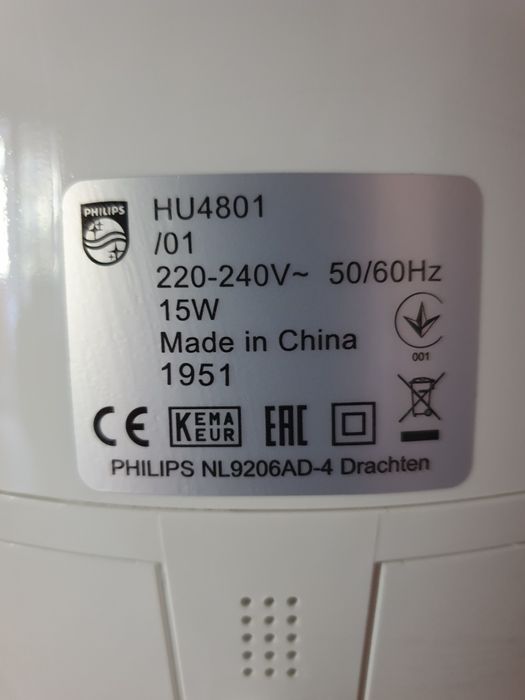 PHILIPS
HU4801
/01
220-240V~ 50/60Hz
15W
Made in China
1951
001
CE KEMA EUR EAC
PHILIPS NL9206AD-4 Drachten